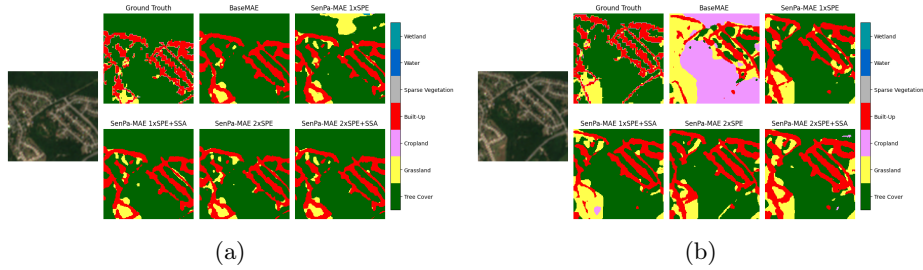 Ground Trouth BaseMAE SenPa-MAE 1xSPE
SenPa-MAE 1xSPE+SSA SenPa-MAE 2xSPE SenPa-MAE 2xSPE+SSA
Wetland
Water
Sparse Vegetation
Built-Up
Cropland
Grassland
Tree Cover
(a)
Ground Trouth BaseMAE SenPa-MAE 1xSPE
SenPa-MAE 1xSPE+SSA SenPa-MAE 2xSPE SenPa-MAE 2xSPE+SSA
Wetland
Water
Sparse Vegetation
Built-Up
Cropland
Grassland
Tree Cover
(b)